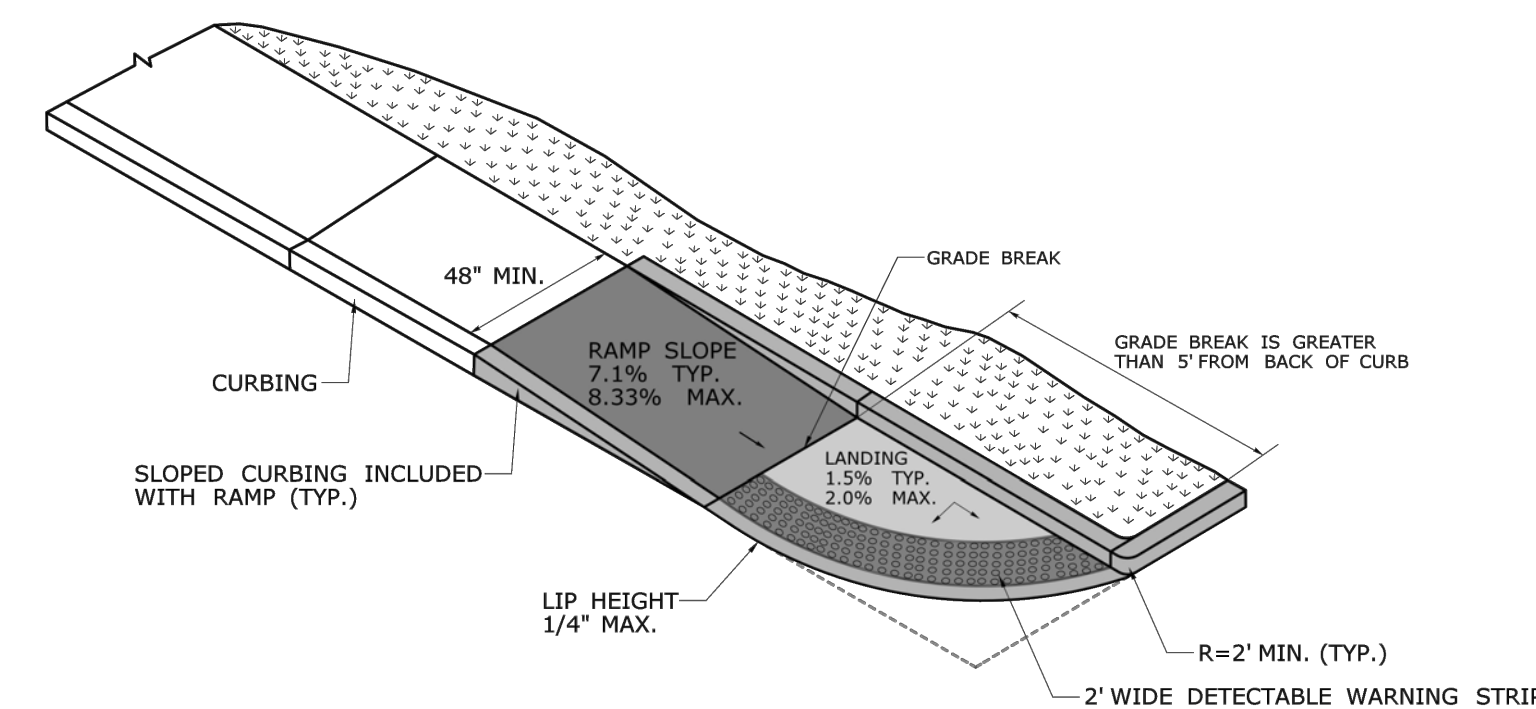 GRADE BREAK
48" MIN.
GRADE BREAK IS GREATER
THAN 5' FROM BACK OF CURB
RAMP SLOPE
7.1% TYP.
8.33% MAX.
CURBING
LANDING
1.5% TYP.
2.0% MAX.
SLOPED CURBING INCLUDED
WITH RAMP (TYP.)
LIP HEIGHT
1/4" MAX.
R=2' MIN. (TYP.)
2' WIDE DETECTABLE WARNING